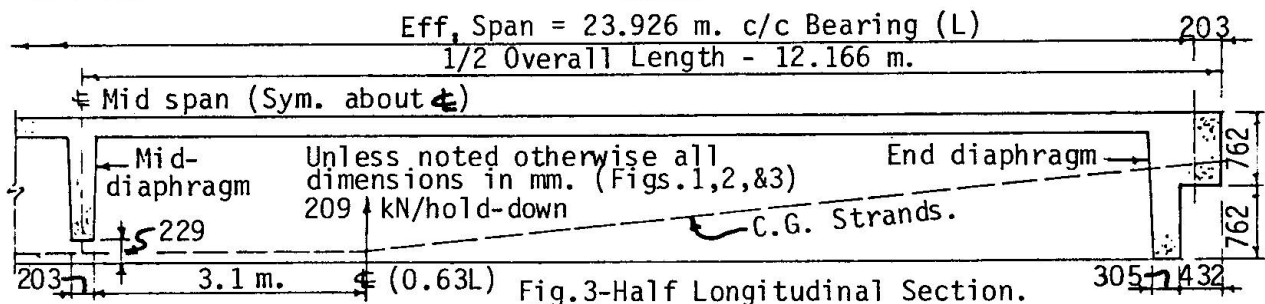 Eff. Span = 23.926 m. c/c Bearing (L)
203
1/2 Overall Length - 12.166 m.
℄ Mid span (Sym. about ℄)
Mid-
diaphragm
Unless noted otherwise all
dimensions in mm. (Figs.1,2,&3)
209 kN/hold-down
End diaphragm
762
762
229
C.G. Strands.
203
3.1 m.
℄ (0.63L)
305
432
Fig.3-Half Longitudinal Section.